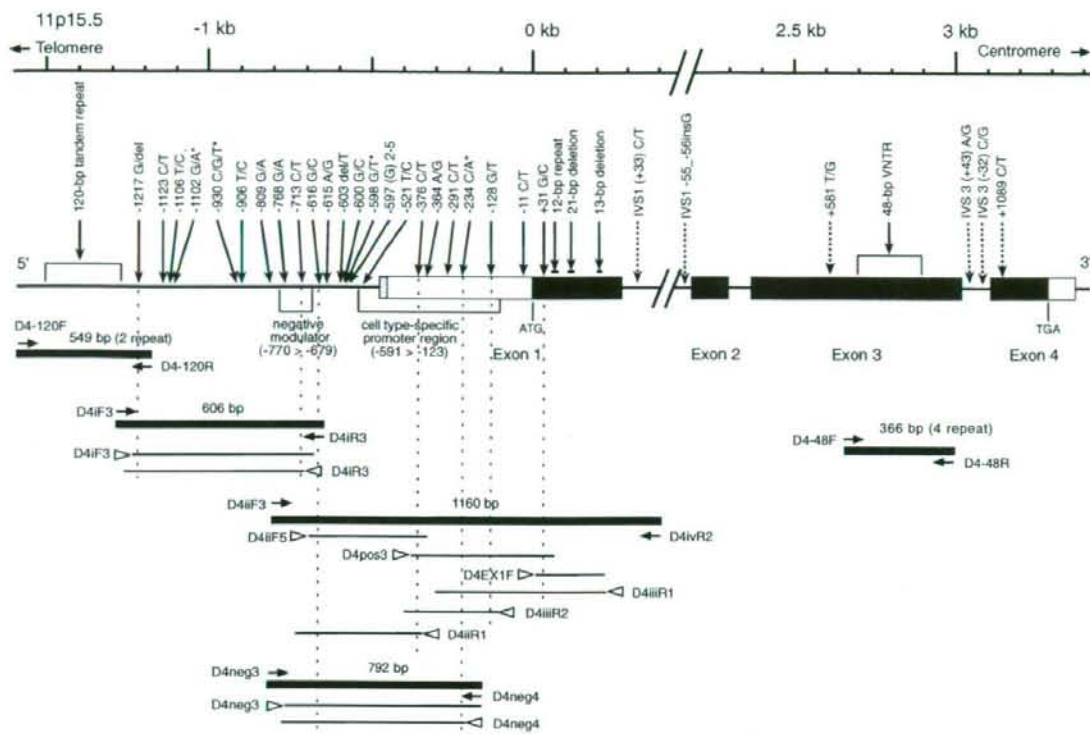 11p15.5
-1 kb
0 kb
2.5 kb
3 kb
Telomere
Centromere
120-bp tandem repeat
-1217 G/del
-1123 C/T
-1106 T/C
-1102 G/A*
-930 C/G/T*
-906 T/C
-809 G/A
-768 G/A
-713 C/T
-616 G/C
-615 A/G
-603 del/T
-600 G/C
-598 G/T*
-597 (G) 2-5
-521 T/C
-376 C/T
-364 A/G
-291 C/T
-234 C/A*
-128 G/T
-11 C/T
+31 G/C
12-bp repeat
21-bp deletion
13-bp deletion
IVS1 (+33) C/T
IVS1 -55_-56insG
+581 T/G
48-bp VNTR
IVS 3 (+43) A/G
IVS 3 (-32) C/G
+1089 C/T
5'
3'
negative
modulator
(-770 > -679)
cell type-specific
promoter region
(-591 > -123)
ATG
TGA
Exon 1
Exon 2
Exon 3
Exon 4
D4-120F
549 bp (2 repeat)
D4-120R
D4iF3
606 bp
D4iR3
D4iF3
D4iR3
366 bp (4 repeat)
D4-48F
D4-48R
D4iiF3
1160 bp
D4ivR2
D4iiF5
D4pos3
D4EX1F
D4iiiR1
D4iiiR2
D4iiR1
D4neg3
792 bp
D4neg4
D4neg3
D4neg4